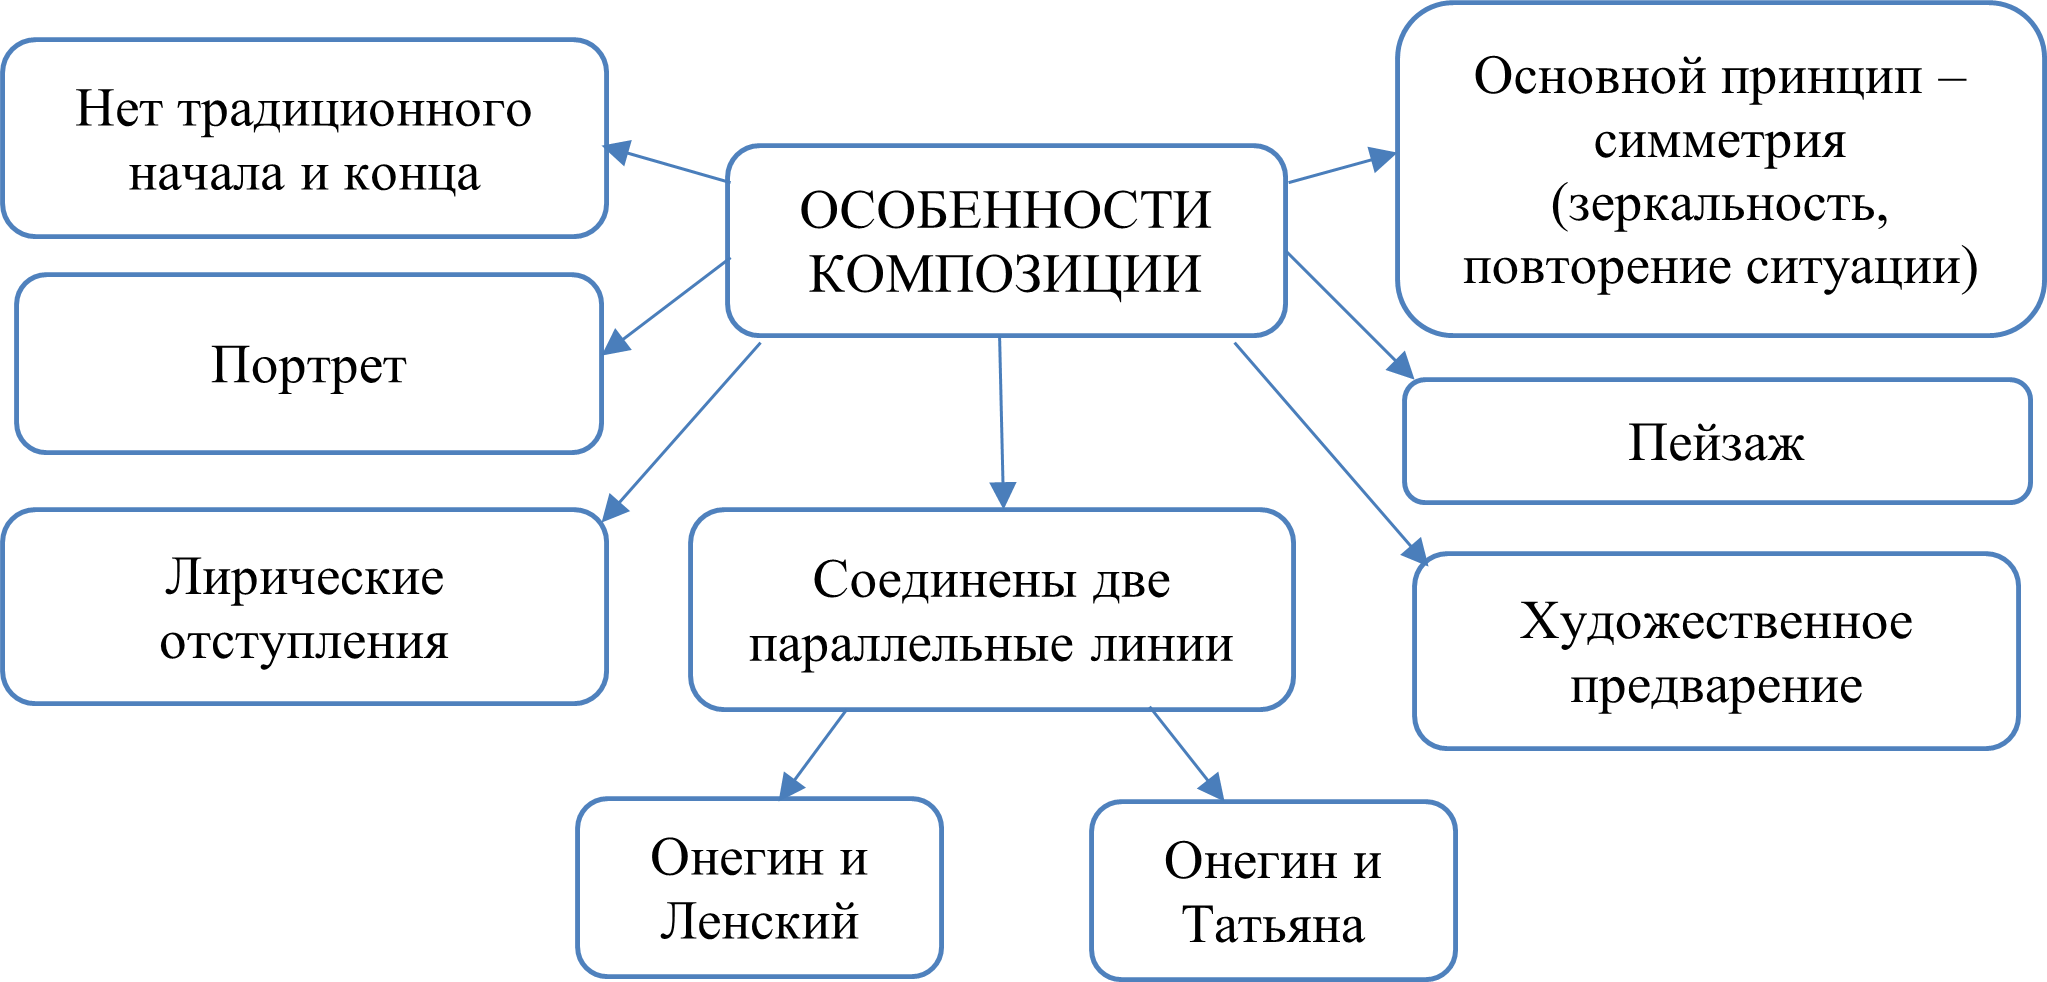 Нет традиционного
начала и конца
ОСОБЕННОСТИ
КОМПОЗИЦИИ
Основной принцип –
симметрия
(зеркальность,
повторение ситуации)
Портрет
Пейзаж
Лирические
отступления
Соединены две
параллельные линии
Художественное
предварение
Онегин и
Ленский
Онегин и
Татьяна